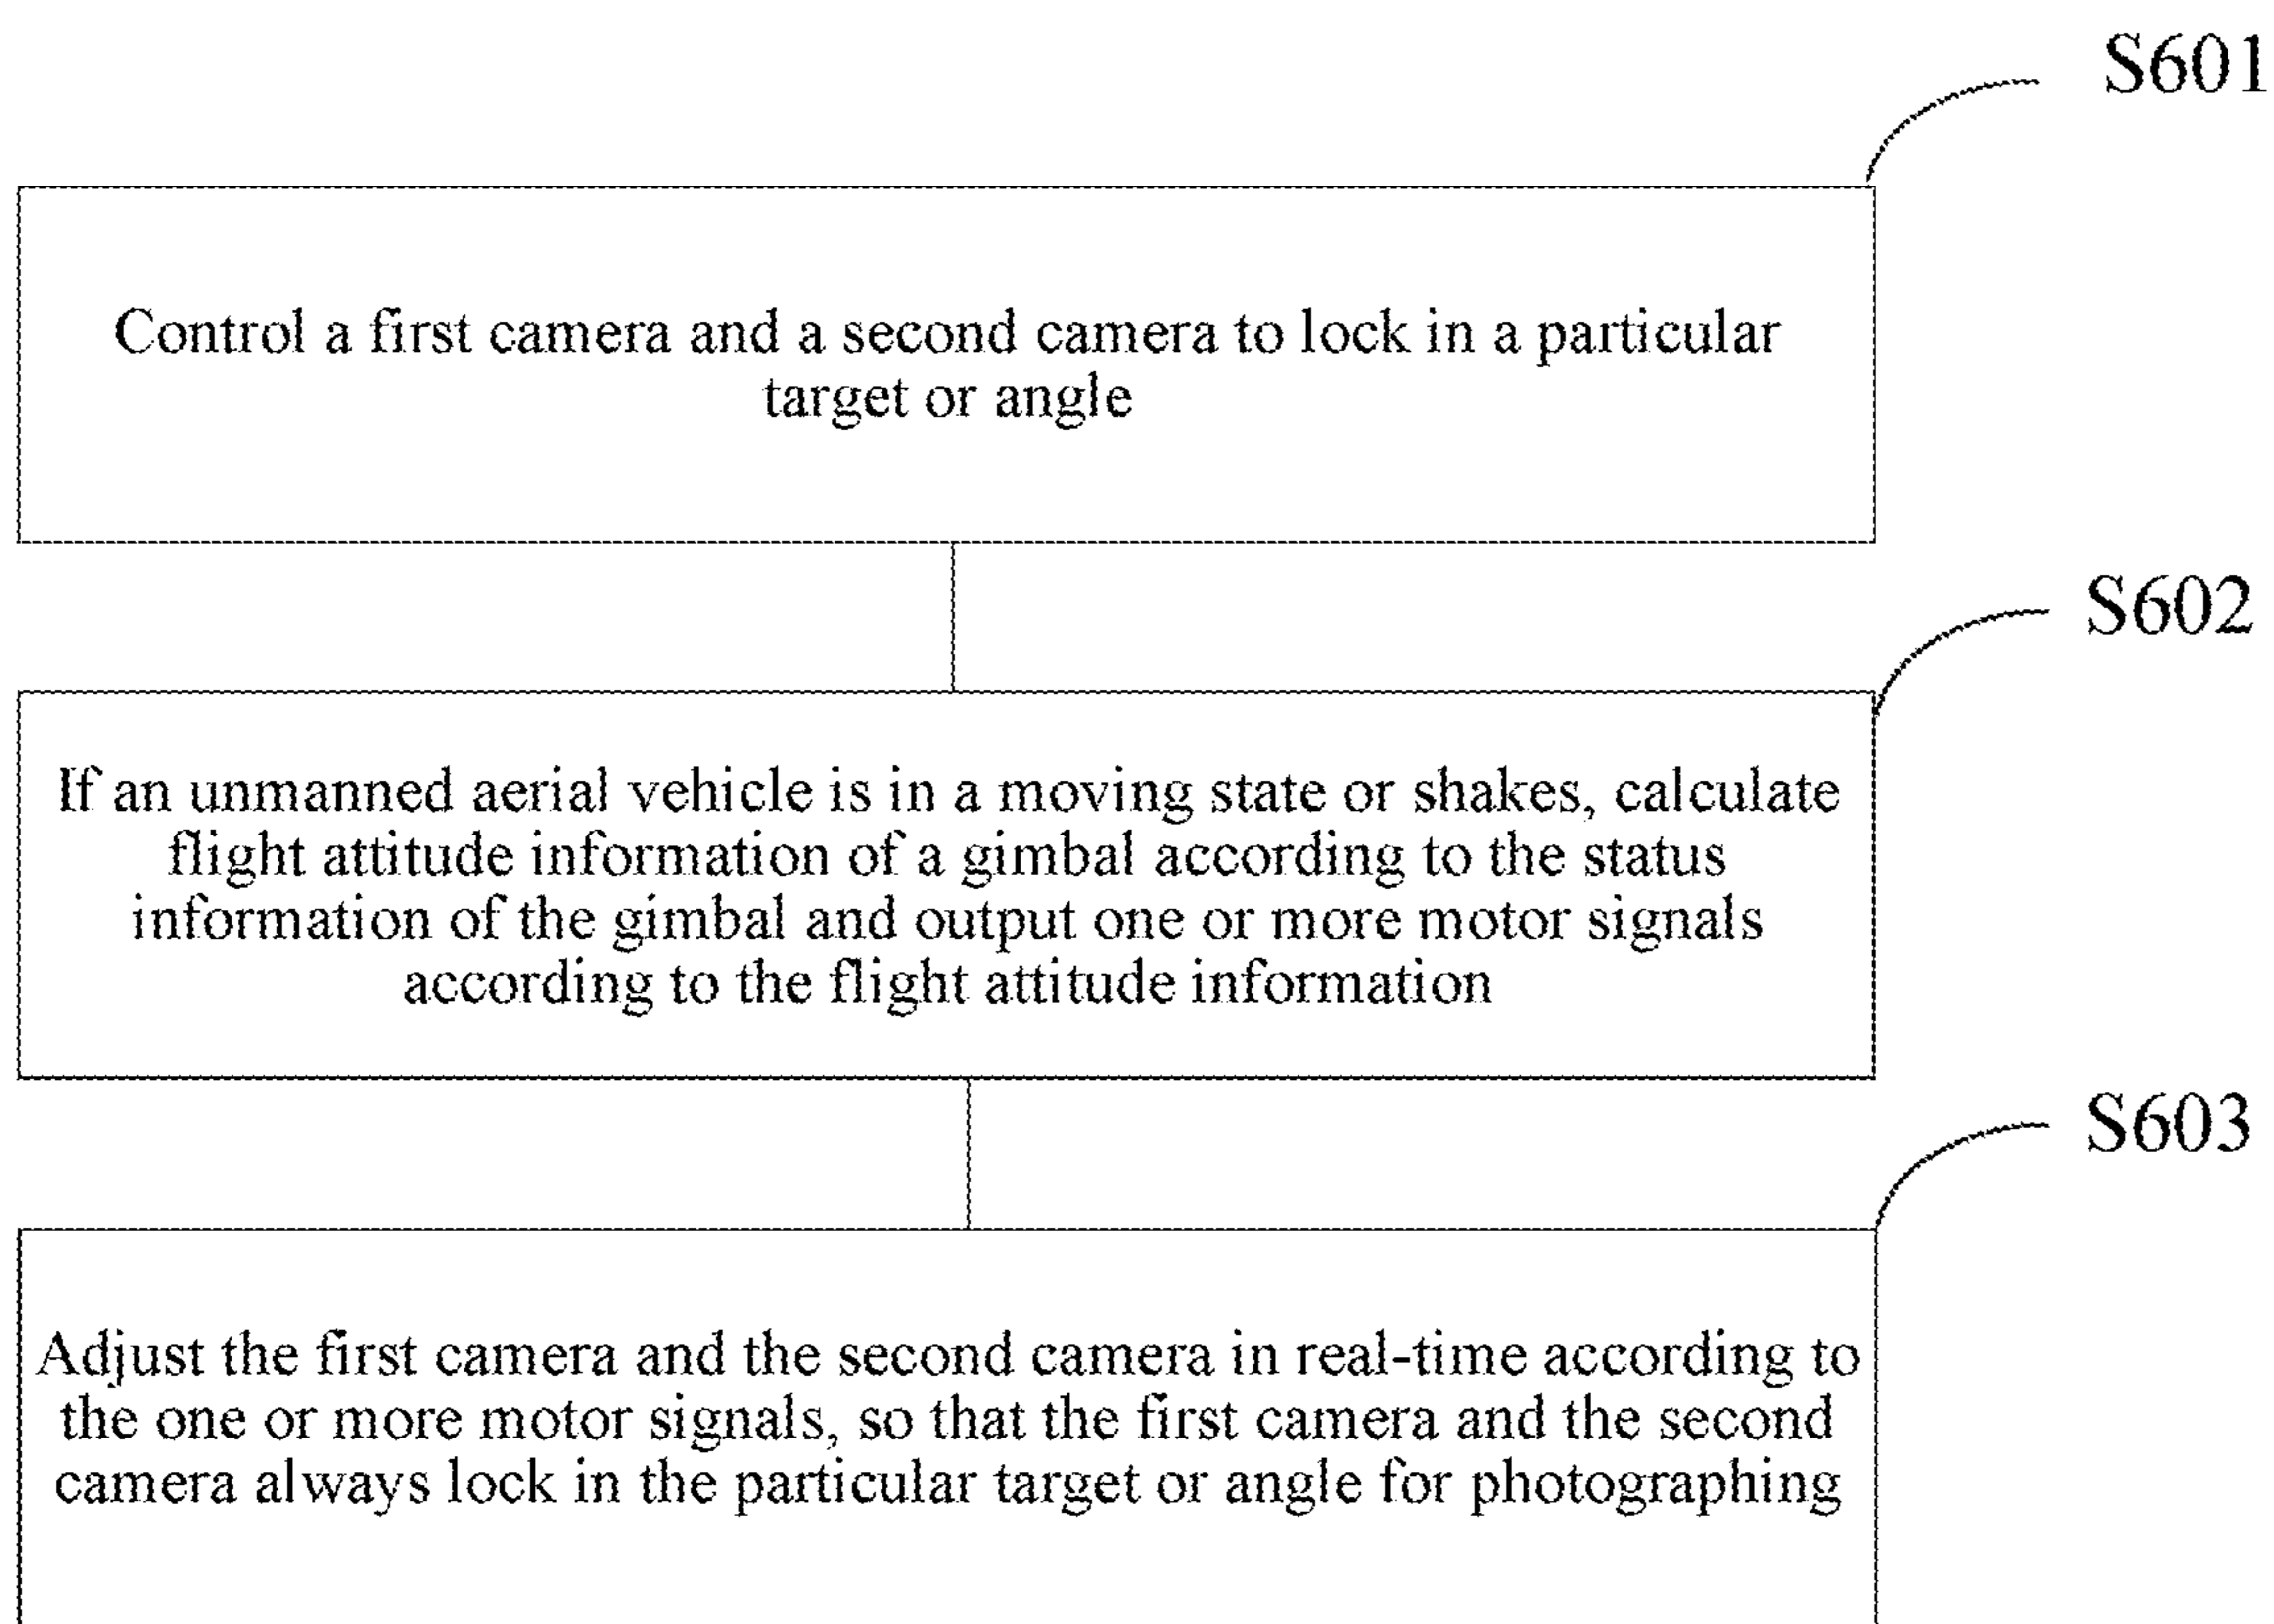 S601
Control a first camera and a second camera to lock in a particular
target or angle
S602
If an unmanned aerial vehicle is in a moving state or shakes, calculate
flight attitude information of a gimbal according to the status
information of the gimbal and output one or more motor signals
according to the flight attitude information
S603
Adjust the first camera and the second camera in real-time according to
the one or more motor signals, so that the first camera and the second
camera always lock in the particular target or angle for photographing